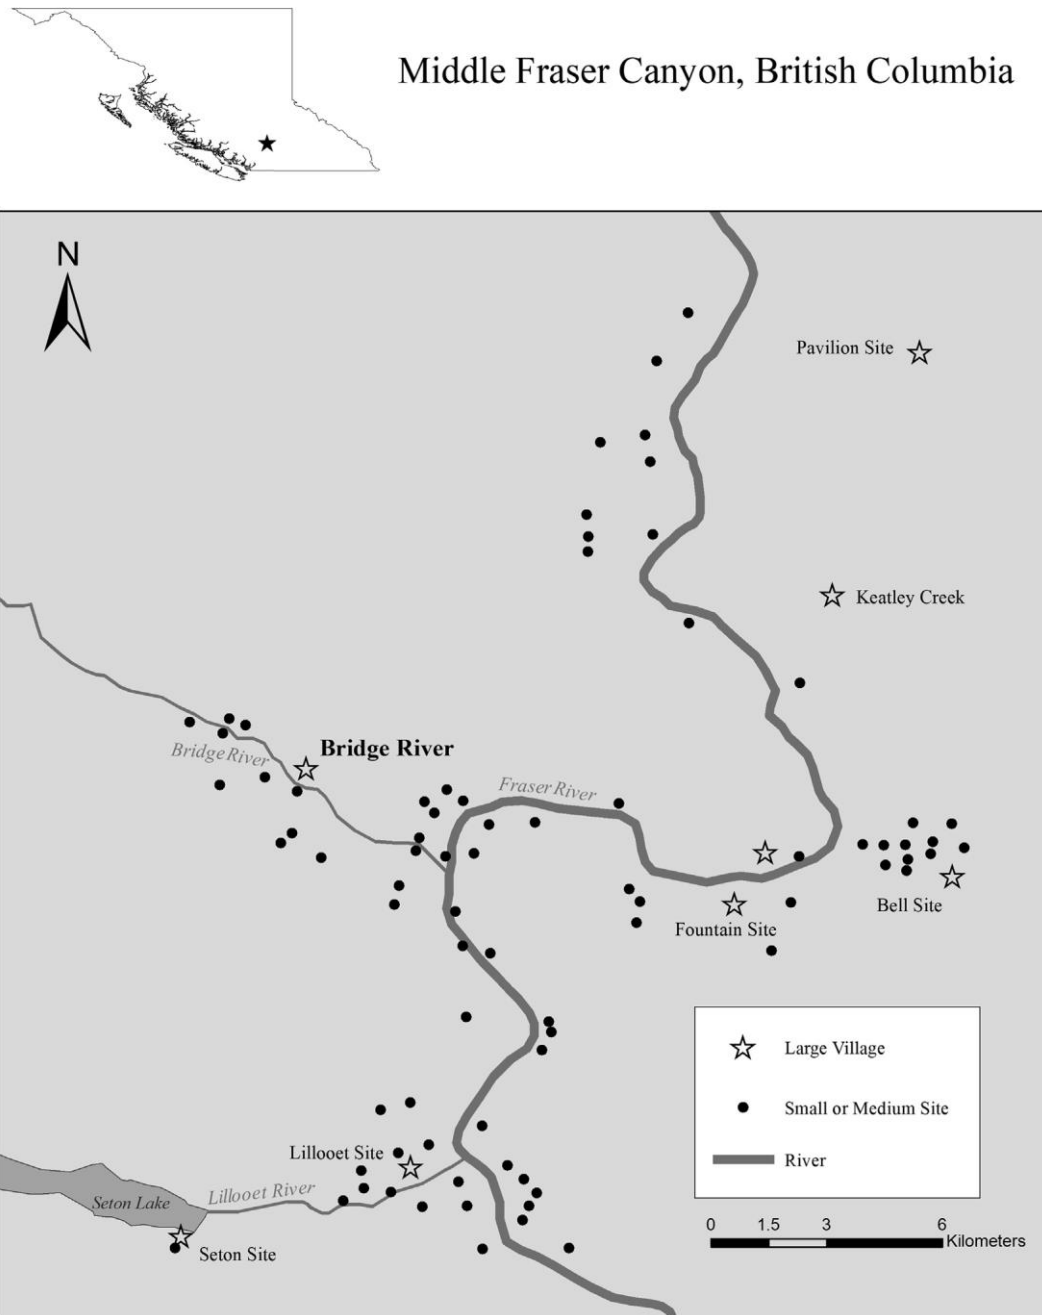 Middle Fraser Canyon, British Columbia
N
Pavilion Site
Keatley Creek
Bridge River
Bridge River
Fraser River
Bell Site
Fountain Site
Large Village
Small or Medium Site
River
Lillooet Site
Lillooet River
Seton Lake
Seton Site
0 1.5 3 6
Kilometers